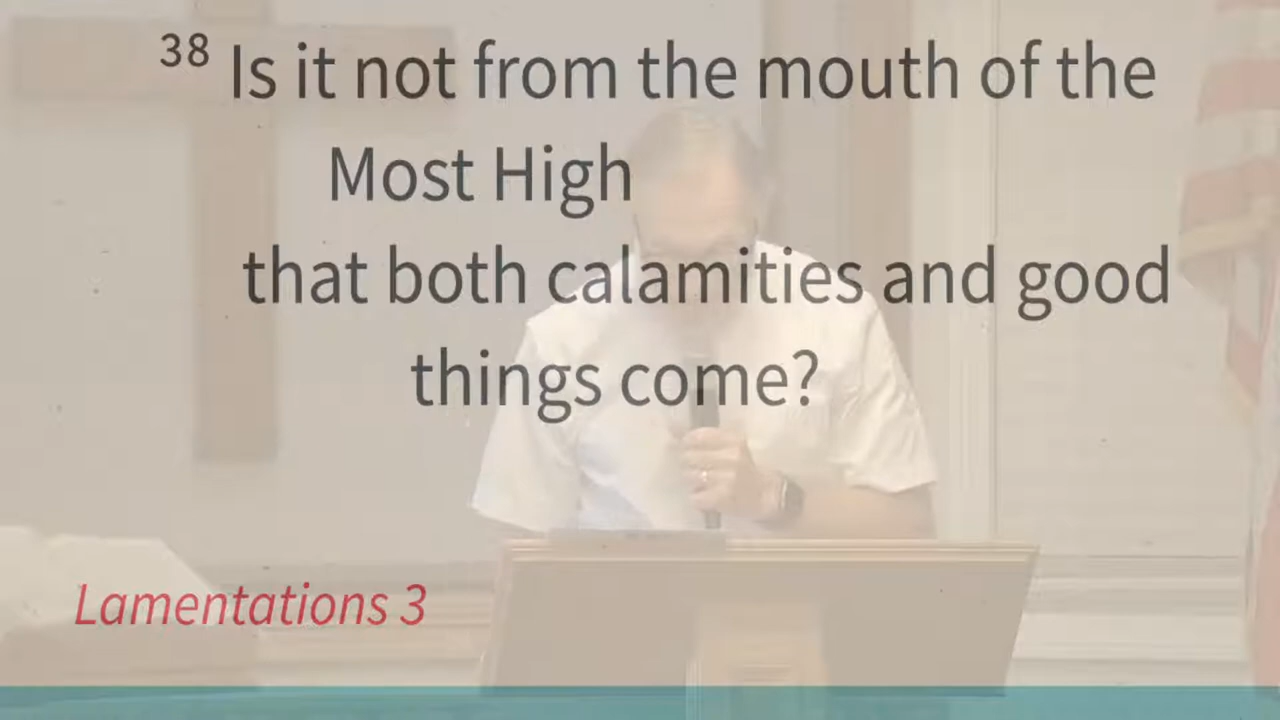 38 Is it not from the mouth of the
Most High
that both calamities and good
things come?
Lamentations 3